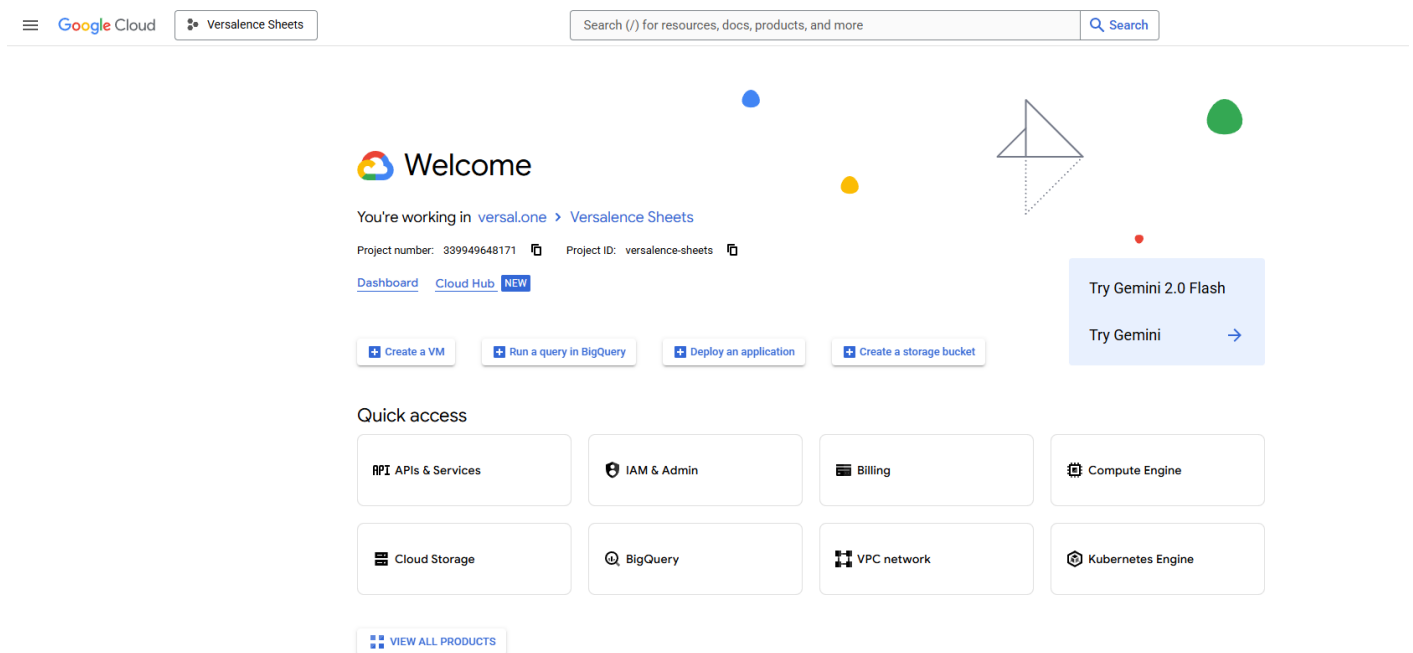 Google Cloud Versalence Sheets Search (/) for resources, docs, products, and more Search
Welcome
You're working in versal.one > Versalence Sheets
Project number: 339949648171 Project ID: versalence-sheets
Dashboard Cloud Hub NEW
Try Gemini 2.0 Flash
Try Gemini
Create a VM Run a query in BigQuery Deploy an application Create a storage bucket
Quick access
API APIs & Services IAM & Admin Billing Compute Engine
Cloud Storage BigQuery VPC network Kubernetes Engine
VIEW ALL PRODUCTS